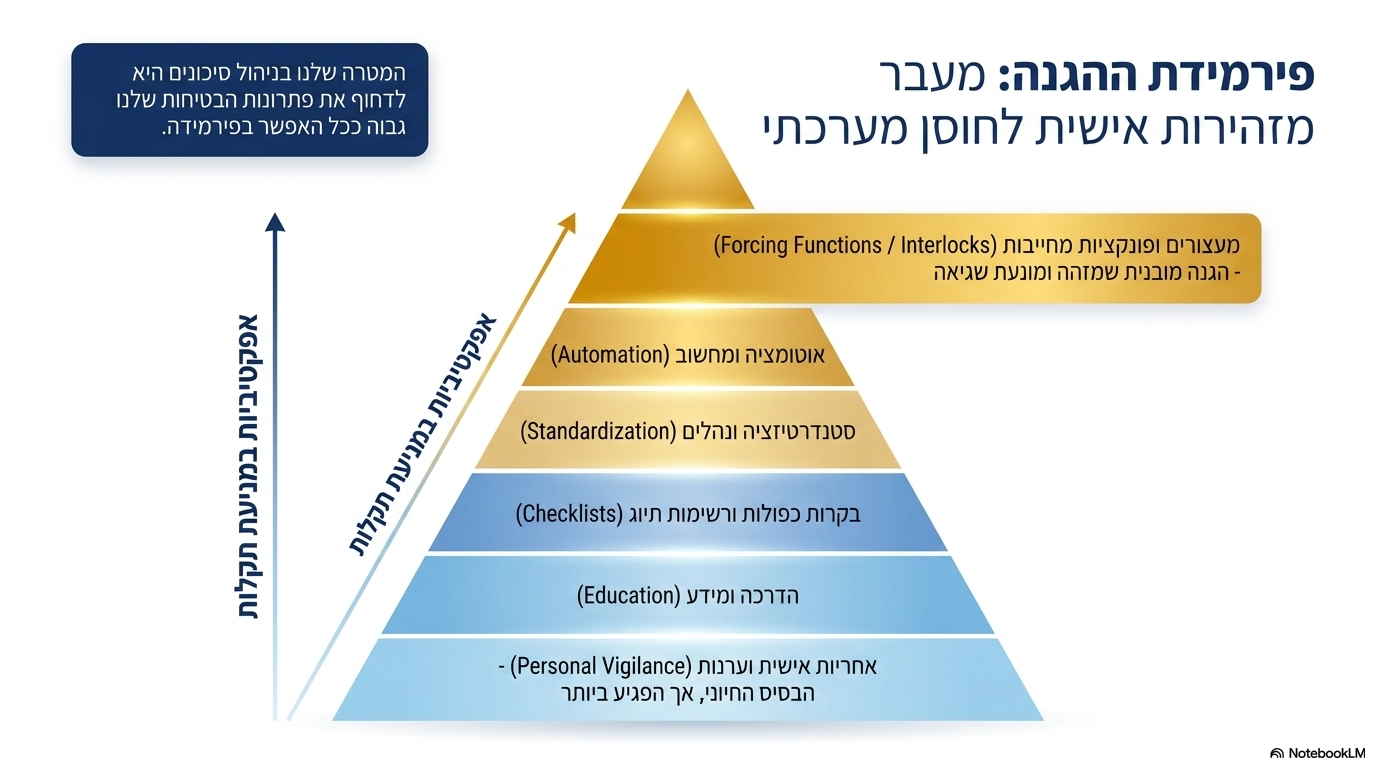 פירמידת ההגנה: מעבר
מזהירות אישית לחוסן מערכתי
המטרה שלנו בניהול סיכונים היא
לדחוף את פתרונות הבטיחות שלנו
גבוה ככל האפשר בפירמידה.
מעצורים ופונקציות מחייבות (Forcing Functions / Interlocks)
- הגנה מובנית שמזהה ומונעת שגיאה
אוטומציה ומחשוב (Automation)
סטנדרטיזציה ונהלים (Standardization)
בקרות כפולות ורשימות תיוג (Checklists)
הדרכה ומידע (Education)
אחריות אישית וערנות (Personal Vigilance) -
הבסיס החיוני, אך הפגיע ביותר
אפקטיביות במניעת תקלות
אפקטיביות במניעת תקלות
NotebookLM